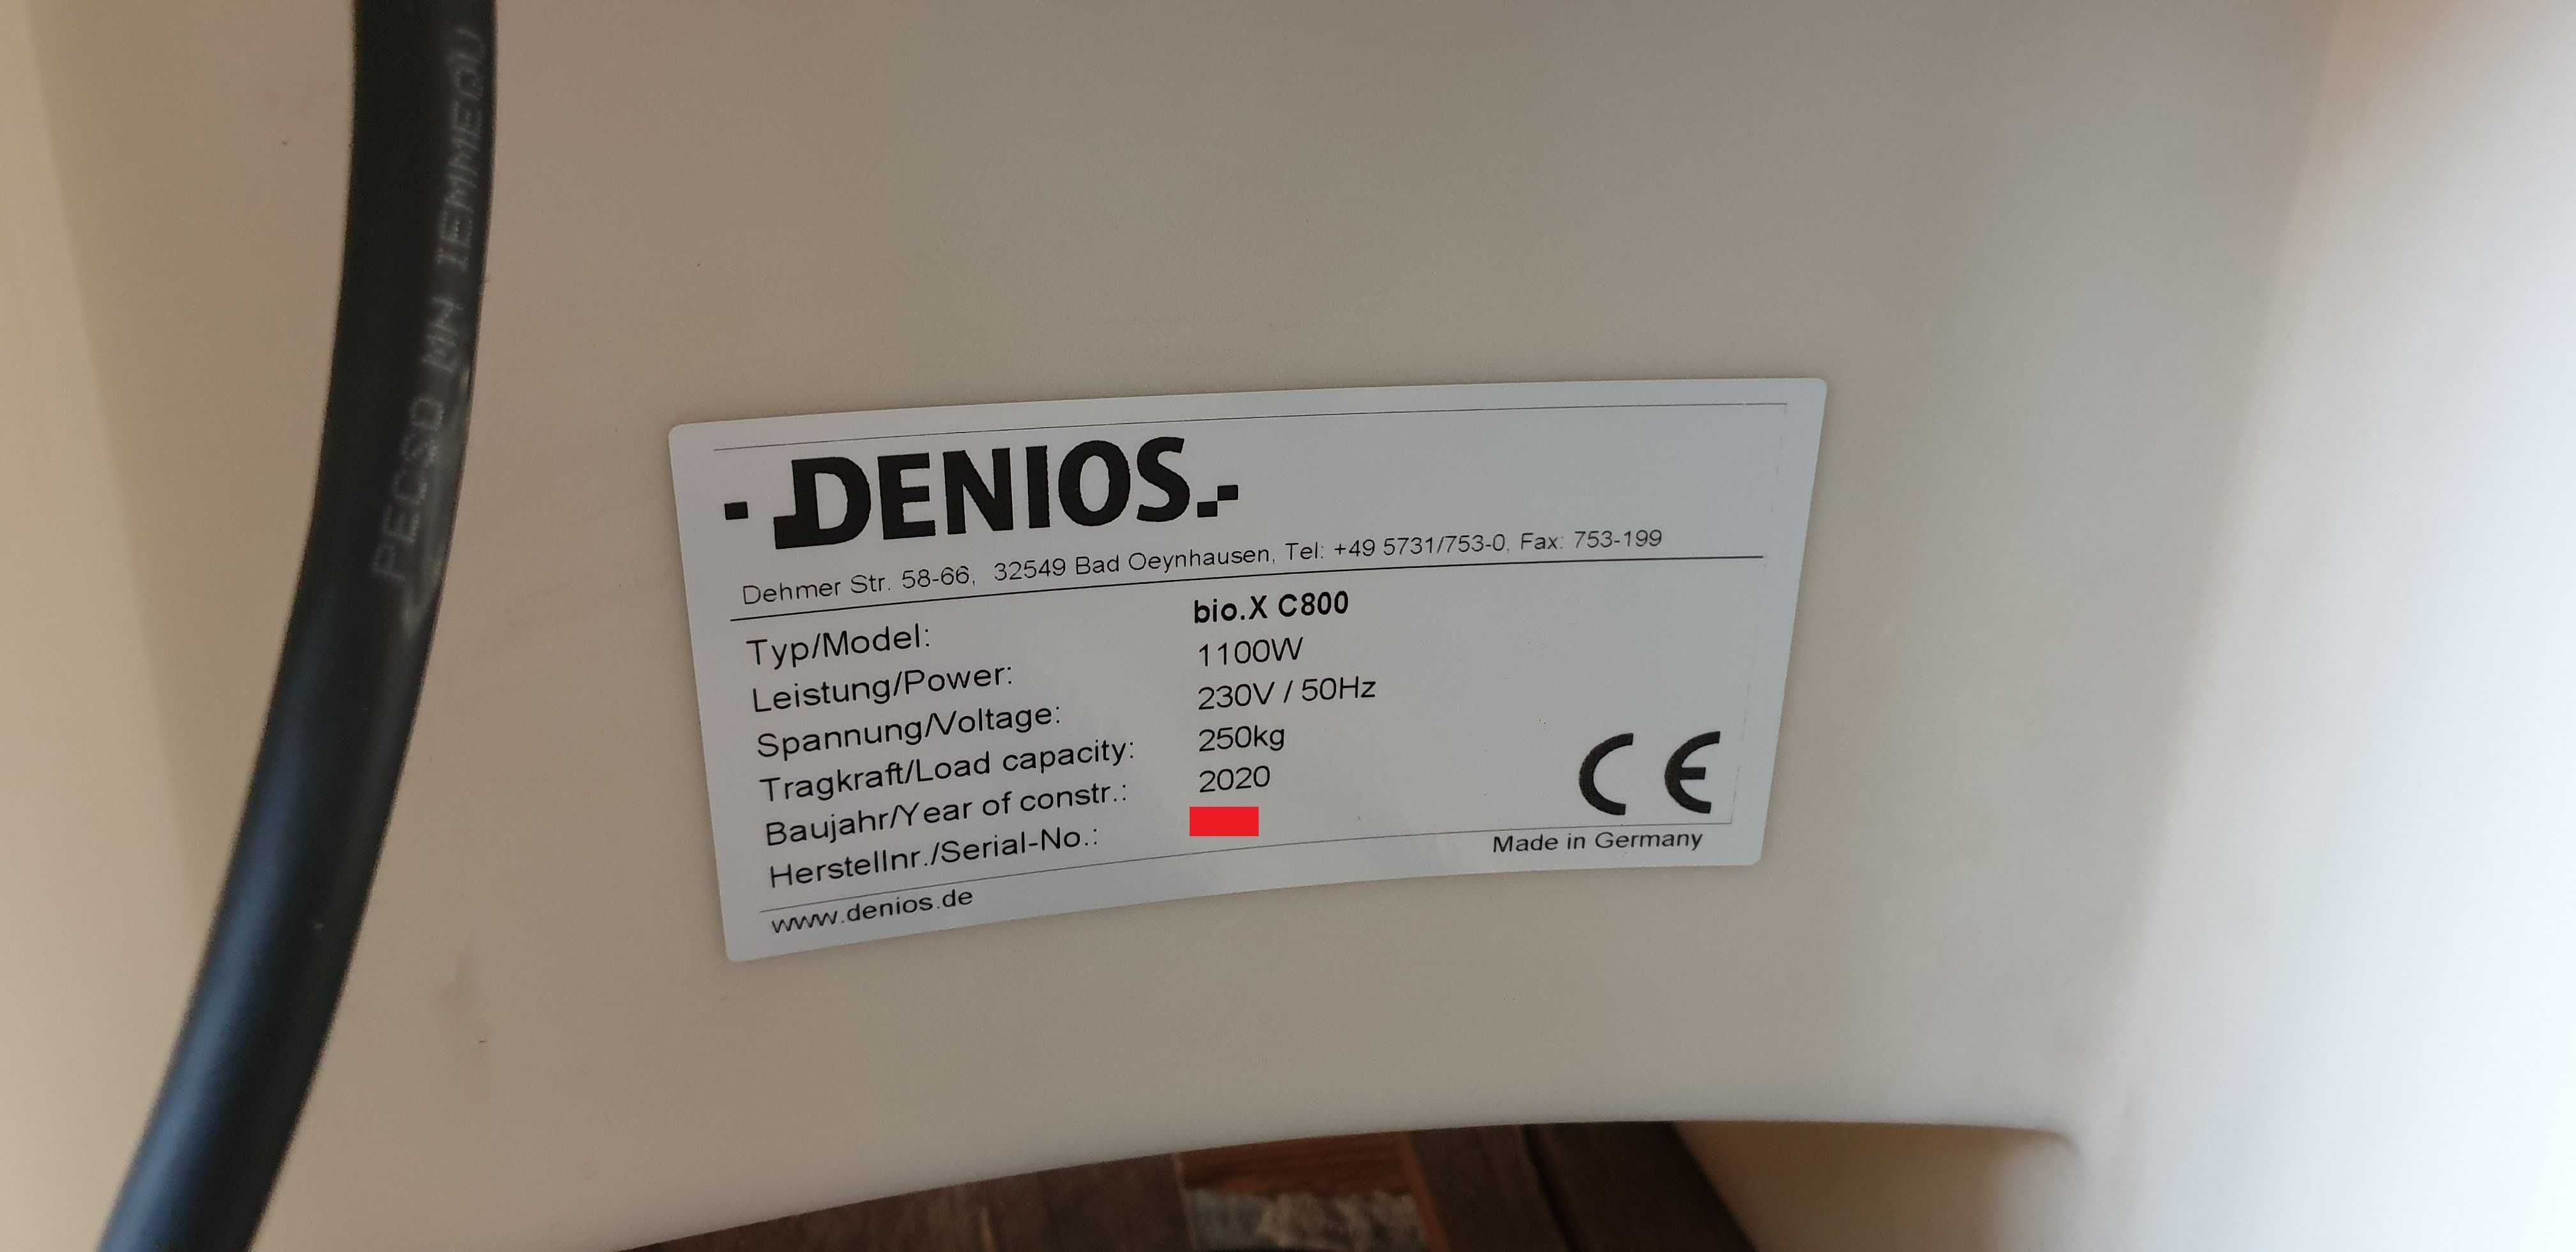 DENIOS
Dehmer Str. 58-66, 32549 Bad Oeynhausen, Tel: +49 5731/753-0, Fax: 753-199
Typ/Model: bio.X C800
Leistung/Power: 1100W
Spannung/Voltage: 230V / 50Hz
Tragkraft/Load capacity: 250kg
Baujahr/Year of constr.: 2020
Herstellnr./Serial-No.:
CE
Made in Germany
www.denios.de